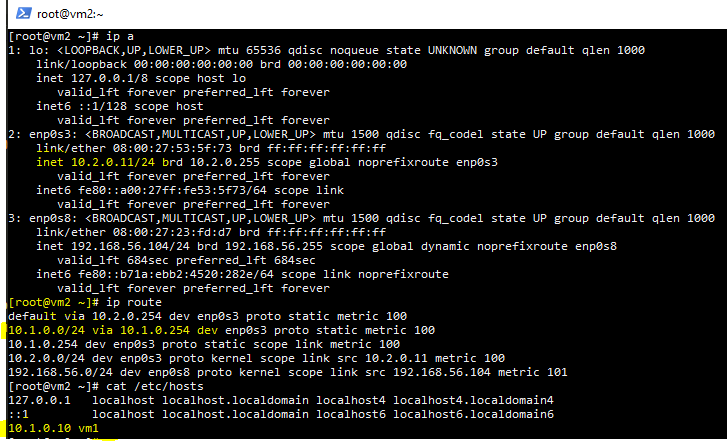 root@vm2:~
[root@vm2 ~]# ip a
1: lo: <LOOPBACK,UP,LOWER_UP> mtu 65536 qdisc noqueue state UNKNOWN group default qlen 1000
    link/loopback 00:00:00:00:00:00 brd 00:00:00:00:00:00
    inet 127.0.0.1/8 scope host lo
       valid_lft forever preferred_lft forever
    inet6 ::1/128 scope host
       valid_lft forever preferred_lft forever
2: enp0s3: <BROADCAST,MULTICAST,UP,LOWER_UP> mtu 1500 qdisc fq_codel state UP group default qlen 1000
    link/ether 08:00:27:53:5f:73 brd ff:ff:ff:ff:ff:ff
    inet 10.2.0.11/24 brd 10.2.0.255 scope global noprefixroute enp0s3
       valid_lft forever preferred_lft forever
    inet6 fe80::a00:27ff:fe53:5f73/64 scope link
       valid_lft forever preferred_lft forever
3: enp0s8: <BROADCAST,MULTICAST,UP,LOWER_UP> mtu 1500 qdisc fq_codel state UP group default qlen 1000
    link/ether 08:00:27:23:fd:d7 brd ff:ff:ff:ff:ff:ff
    inet 192.168.56.104/24 brd 192.168.56.255 scope global dynamic noprefixroute enp0s8
       valid_lft 684sec preferred_lft 684sec
    inet6 fe80::b71a:ebb2:4520:282e/64 scope link noprefixroute
       valid_lft forever preferred_lft forever
[root@vm2 ~]# ip route
default via 10.2.0.254 dev enp0s3 proto static metric 100
10.1.0.0/24 via 10.1.0.254 dev enp0s3 proto static metric 100
10.1.0.254 dev enp0s3 proto static scope link metric 100
10.2.0.0/24 dev enp0s3 proto kernel scope link src 10.2.0.11 metric 100
192.168.56.0/24 dev enp0s8 proto kernel scope link src 192.168.56.104 metric 101
[root@vm2 ~]# cat /etc/hosts
127.0.0.1   localhost localhost.localdomain localhost4 localhost4.localdomain4
::1         localhost localhost.localdomain localhost6 localhost6.localdomain6
10.1.0.10 vm1